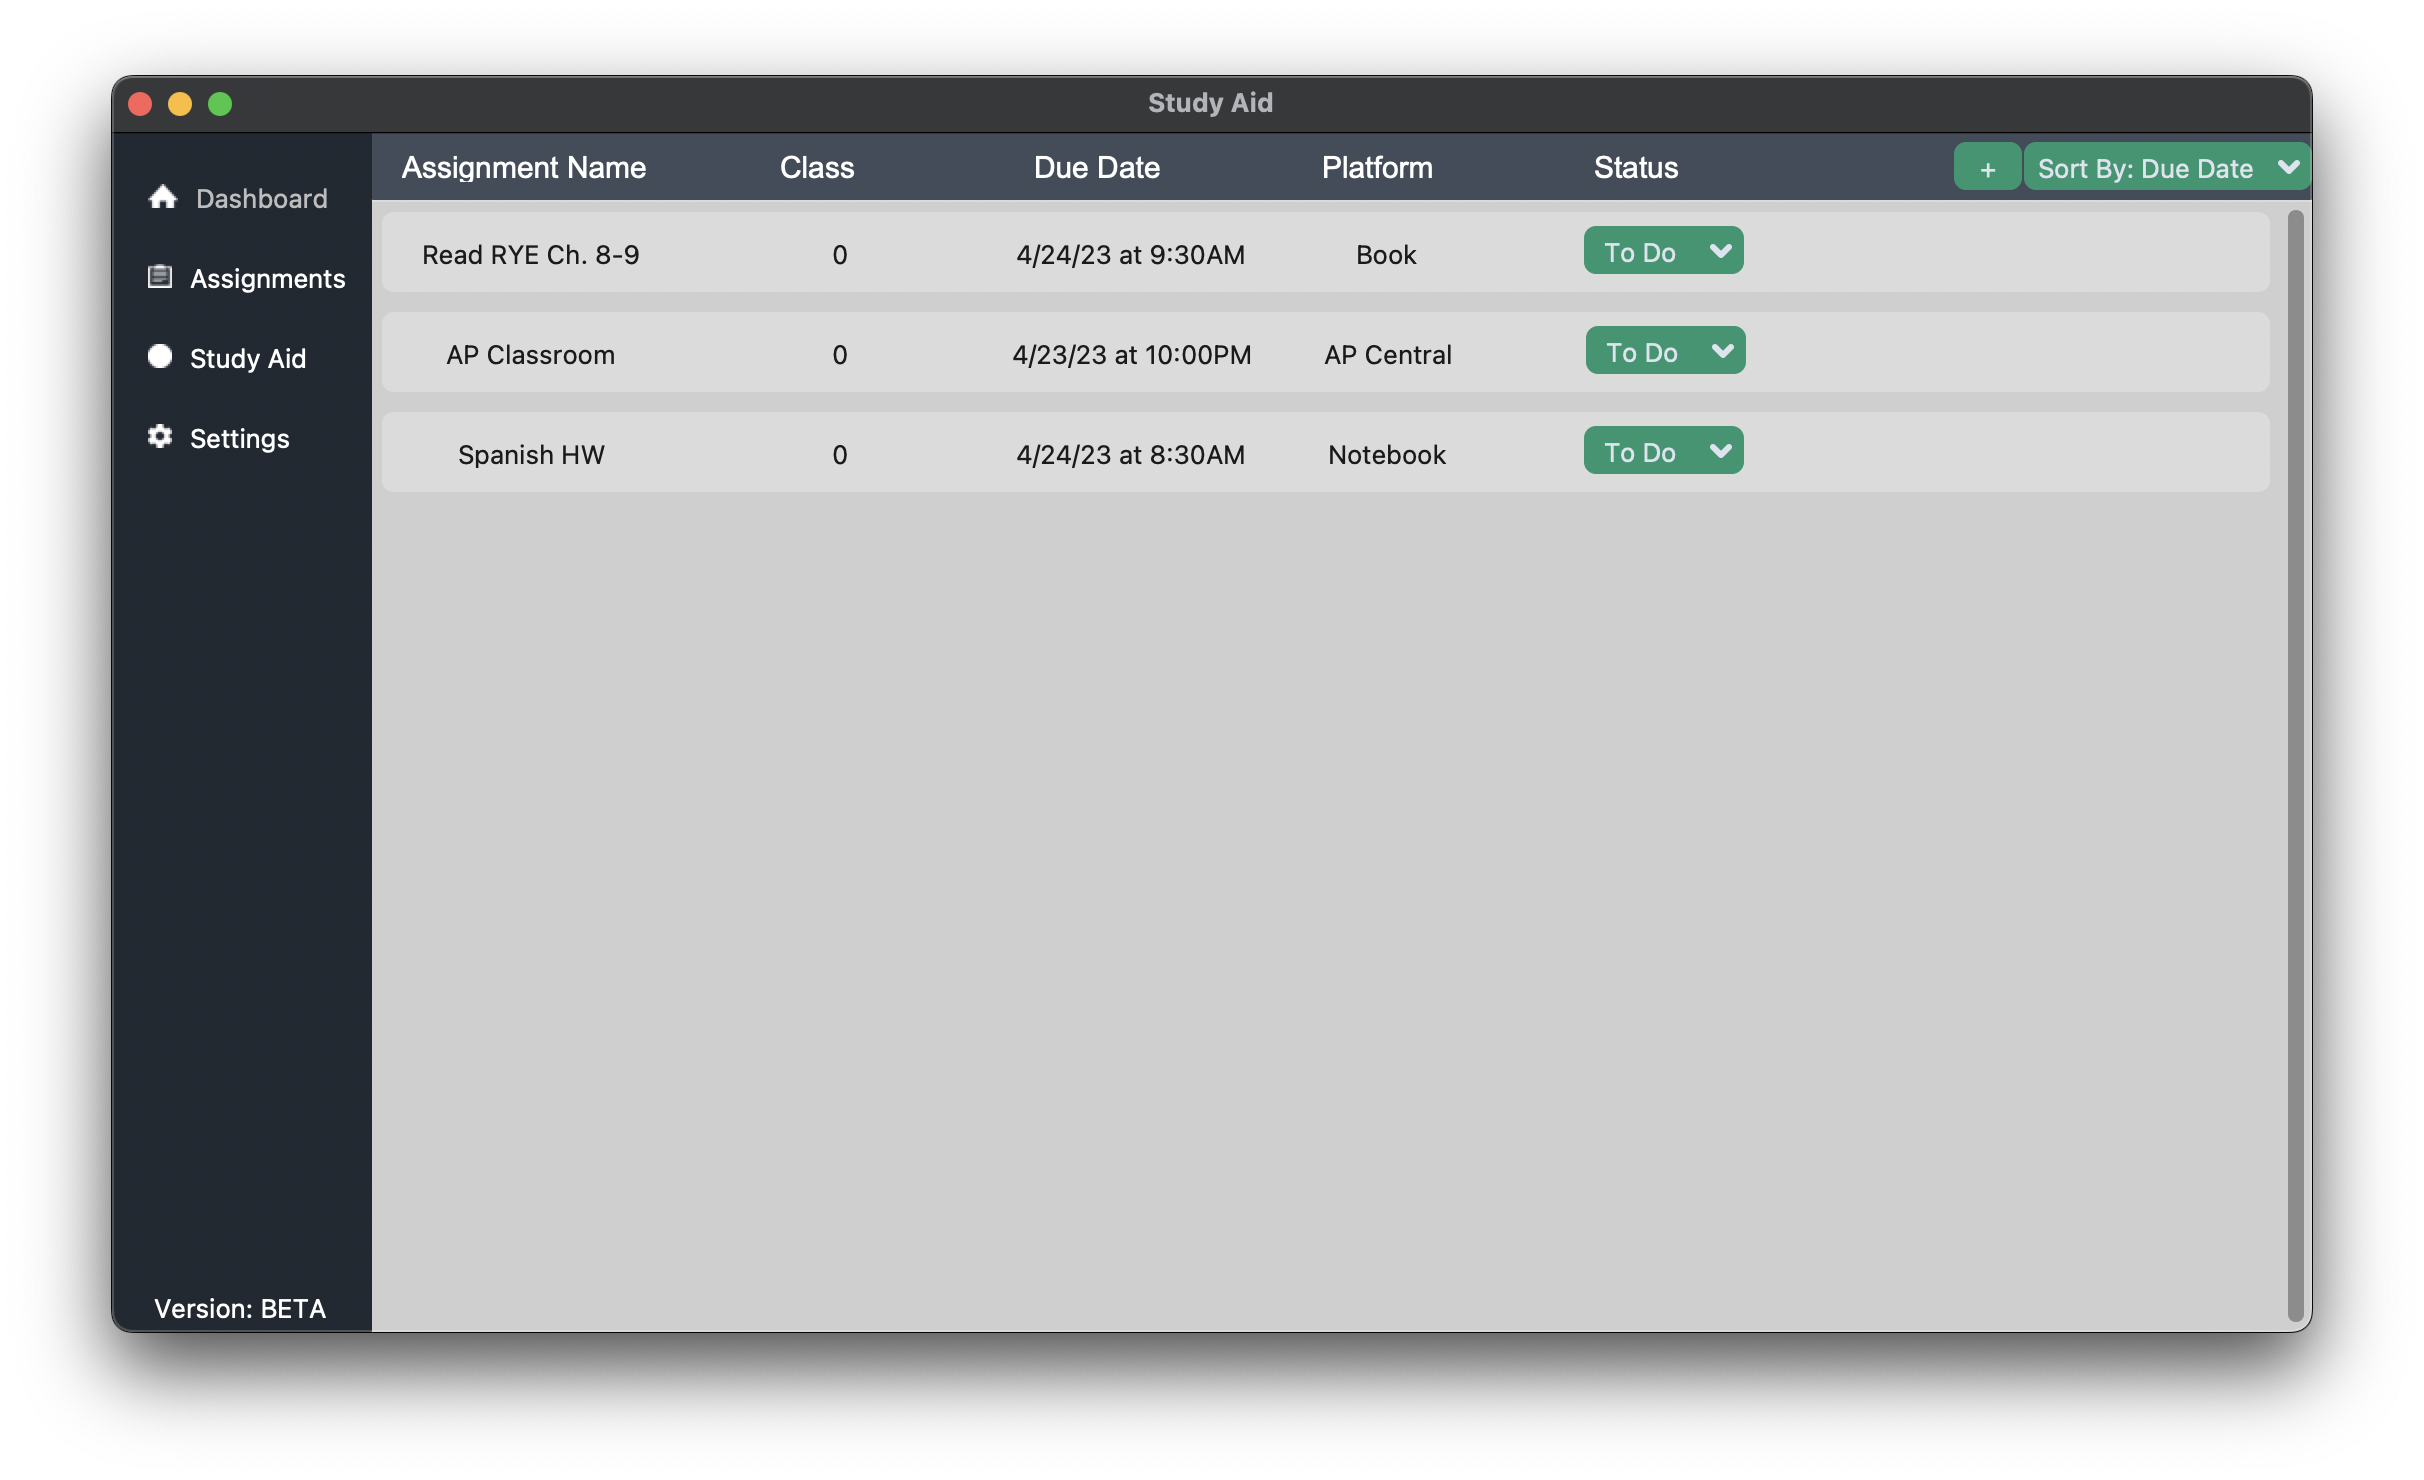 Study Aid
Dashboard
Assignments
Study Aid
Settings
Version: BETA
Assignment Name Class Due Date Platform Status + Sort By: Due Date
Read RYE Ch. 8-9 0 4/24/23 at 9:30AM Book To Do
AP Classroom 0 4/23/23 at 10:00PM AP Central To Do
Spanish HW 0 4/24/23 at 8:30AM Notebook To Do